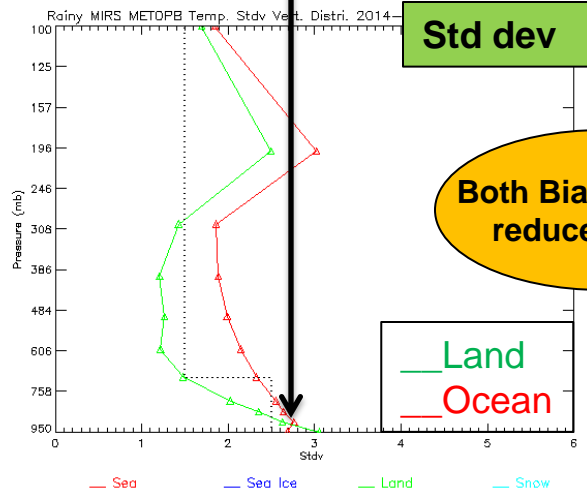 Rainy MIRS METOPB Temp. Stdv Vert. Distri. 2014-
Std dev
Both Bia
reduce
100
125
157
196
246
308
386
484
606
758
950
Pressure (mb)
0 1 2 3 4 5 6
Stdv
__Land
__Ocean
Sea Sea Ice Land Snow